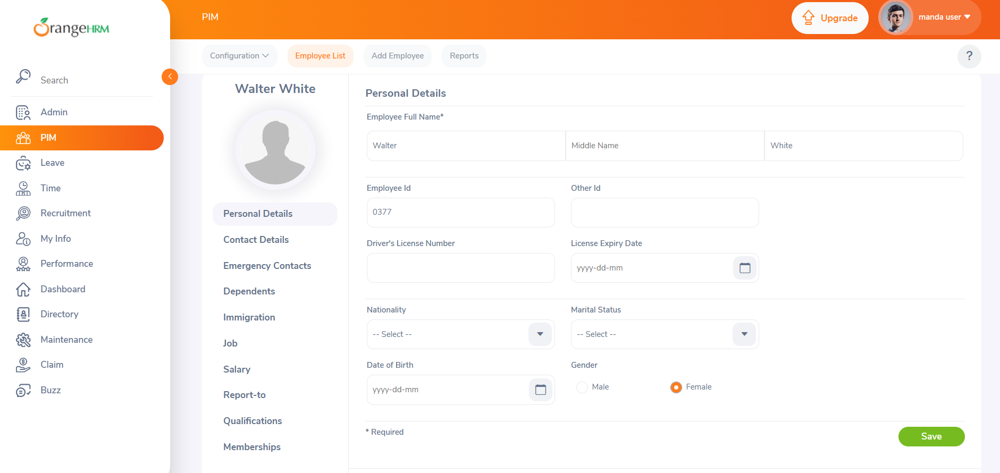 OrangeHRM
PIM
Upgrade
manda user
Configuration
Employee List
Add Employee
Reports
?
Search
Admin
PIM
Leave
Time
Recruitment
My Info
Performance
Dashboard
Directory
Maintenance
Claim
Buzz
Walter White
Personal Details
Contact Details
Emergency Contacts
Dependents
Immigration
Job
Salary
Report-to
Qualifications
Memberships
Personal Details
Employee Full Name*
Walter
Middle Name
White
Employee Id
Other Id
0377
Driver's License Number
License Expiry Date
yyyy-dd-mm
Nationality
Marital Status
-- Select --
-- Select --
Date of Birth
Gender
yyyy-dd-mm
Male
Female
* Required
Save